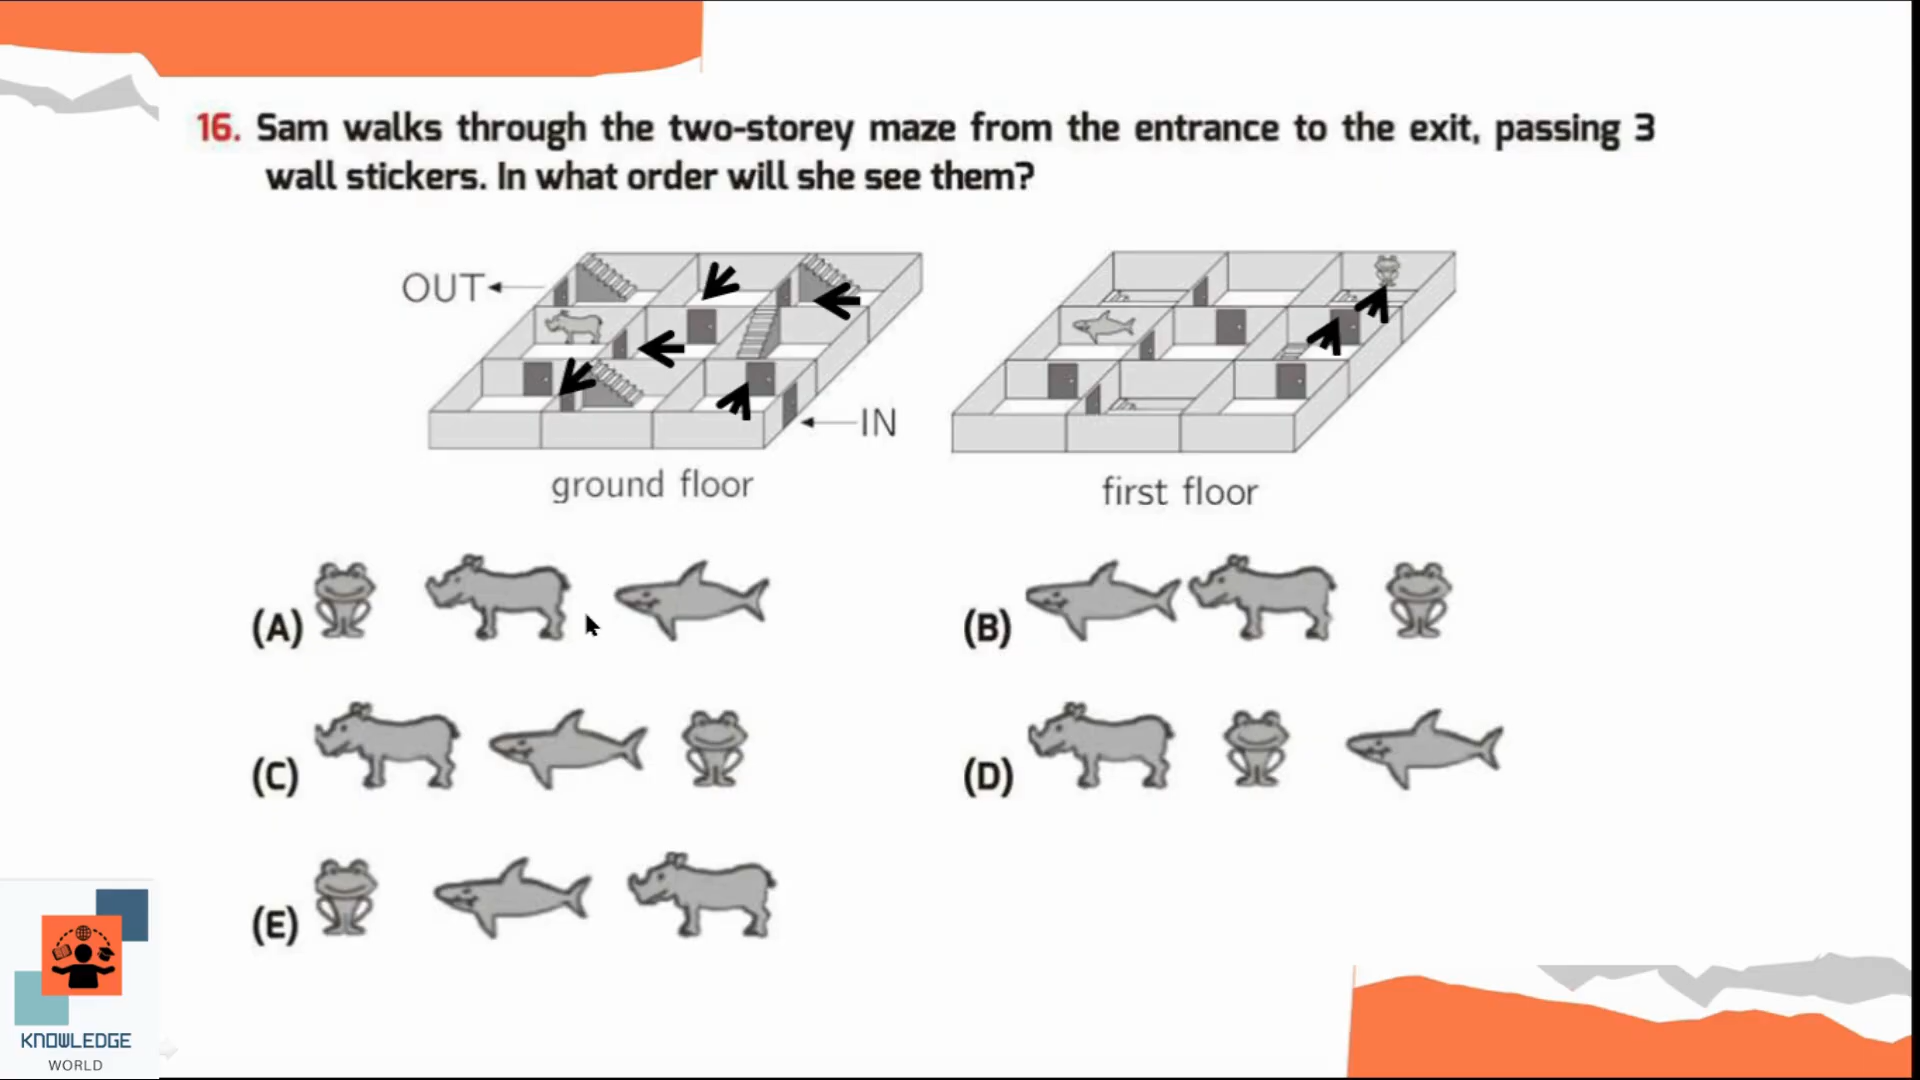 16. Sam walks through the two-storey maze from the entrance to the exit, passing 3
wall stickers. In what order will she see them?
OUT
IN
ground floor
first floor
(A)
(B)
(C)
(D)
(E)
KNOWLEDGE
WORLD